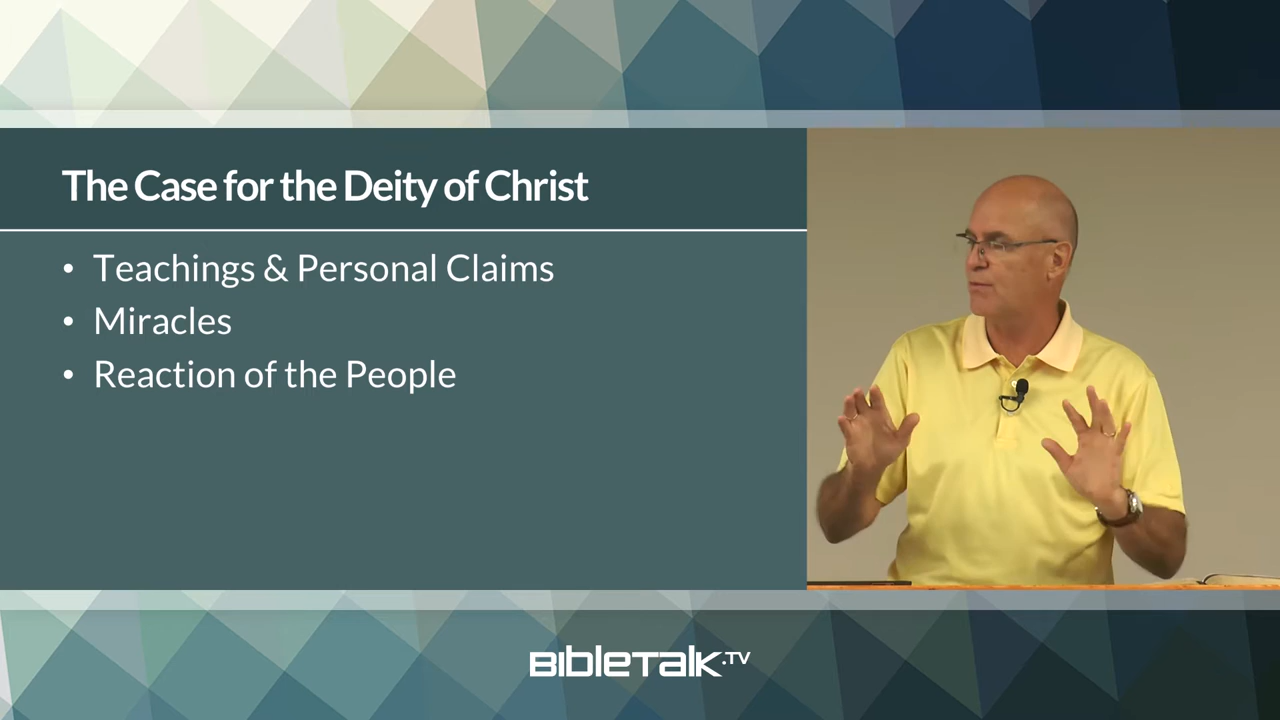 The Case for the Deity of Christ
• Teachings & Personal Claims
• Miracles
• Reaction of the People
BIBLETALK.TV